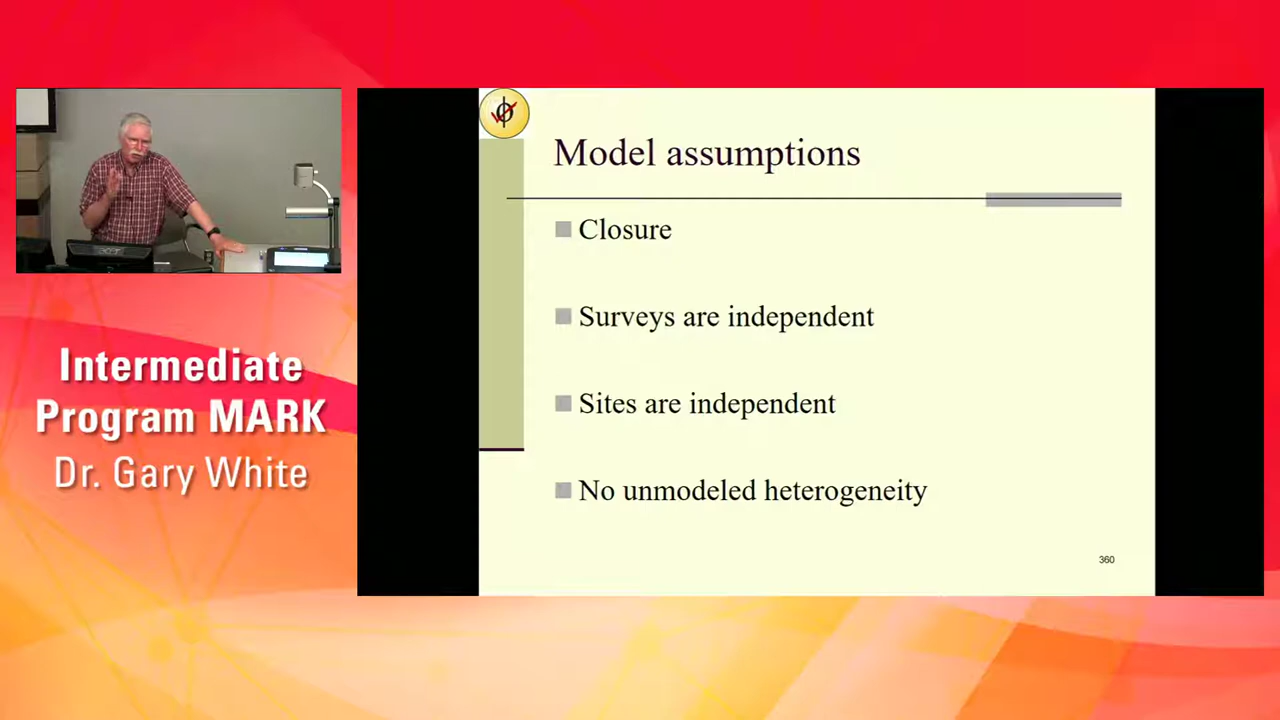 Model assumptions
Closure
Surveys are independent
Sites are independent
No unmodeled heterogeneity
360
Intermediate
Program MARK
Dr. Gary White